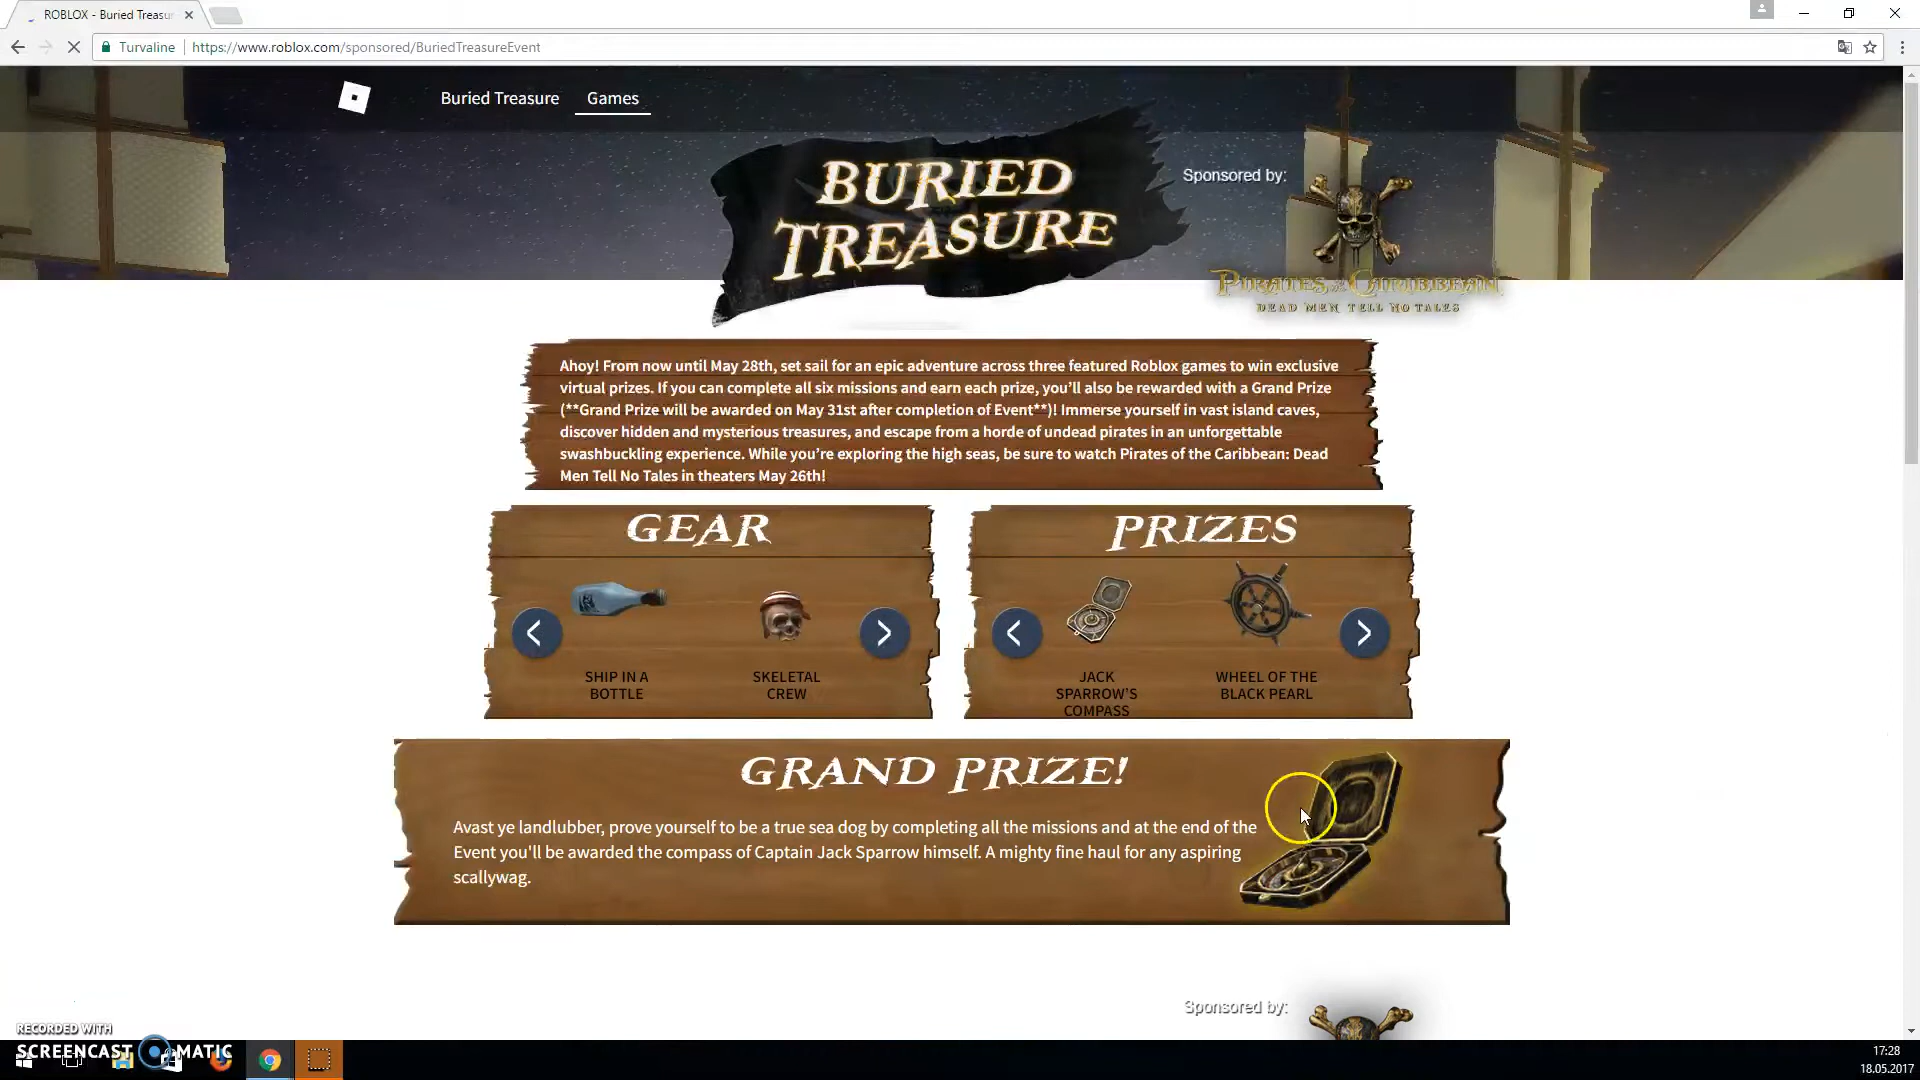 ROBLOX - Buried Treasu
Turvaline
https://www.roblox.com/sponsored/BuriedTreasureEvent
Buried Treasure
Games
BURIED
TREASURE
Sponsored by:
PIRATES of the CARIBBEAN
DEAD MEN TELL NO TALES
Ahoy! From now until May 28th, set sail for an epic adventure across three featured Roblox games to win exclusive
virtual prizes. If you can complete all six missions and earn each prize, you'll also be rewarded with a Grand Prize
(**Grand Prize will be awarded on May 31st after completion of Event**)! Immerse yourself in vast island caves,
discover hidden and mysterious treasures, and escape from a horde of undead pirates in an unforgettable
swashbuckling experience. While you're exploring the high seas, be sure to watch Pirates of the Caribbean: Dead
Men Tell No Tales in theaters May 26th!
GEAR
SHIP IN A
BOTTLE
SKELETAL
CREW
PRIZES
JACK
SPARROW'S
COMPASS
WHEEL OF THE
BLACK PEARL
GRAND PRIZE!
Avast ye landlubber, prove yourself to be a true sea dog by completing all the missions and at the end of the
Event you'll be awarded the compass of Captain Jack Sparrow himself. A mighty fine haul for any aspiring
scallywag.
Sponsored by:
RECORDED WITH
SCREENCAST MATIC
17:28
18.05.2017